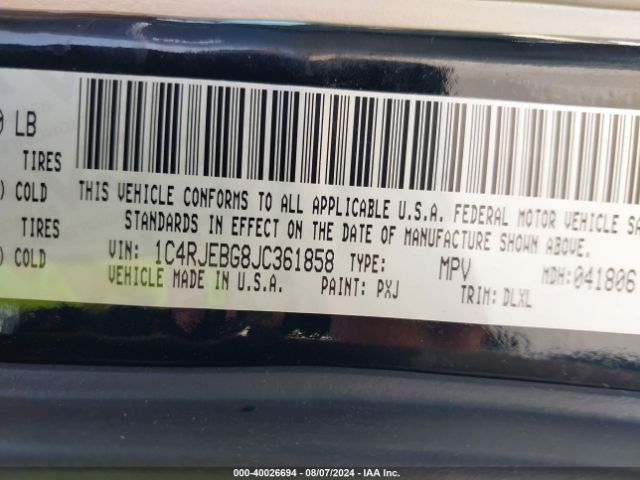 LB
TIRES
) COLD
TIRES
) COLD
THIS VEHICLE CONFORMS TO ALL APPLICABLE U.S.A. FEDERAL MOTOR VEHICLE SA
STANDARDS IN EFFECT ON THE DATE OF MANUFACTURE SHOWN ABOVE.
VIN: 1C4RJEBG8JC361858 TYPE: MPV MDH:041806
VEHICLE MADE IN U.S.A. PAINT: PXJ TRIM: DLXL
000-40026694 - 08/07/2024 - IAA Inc.